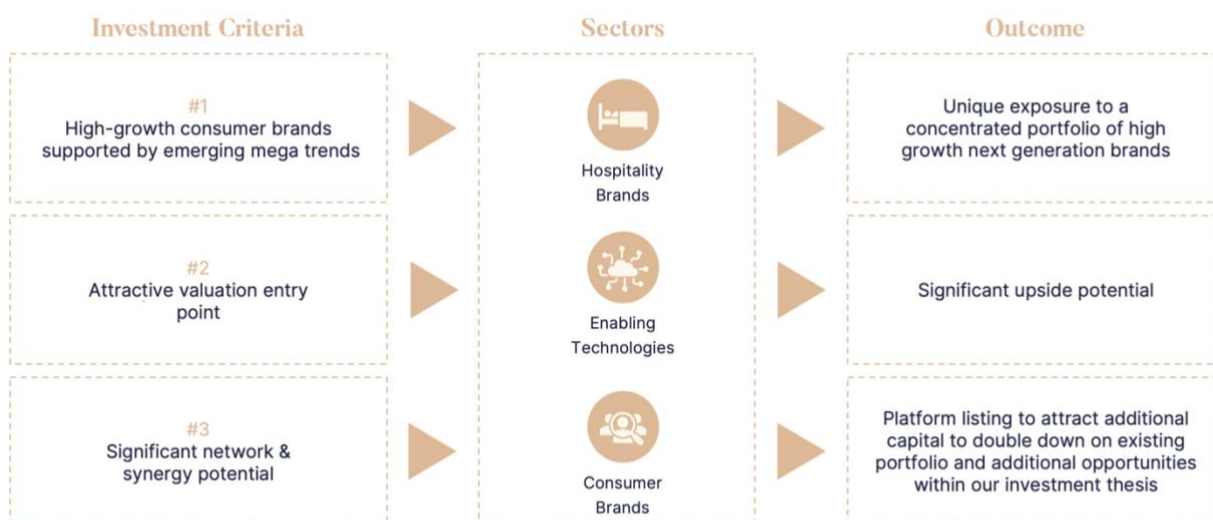 Investment Criteria
Sectors
Outcome
#1
High-growth consumer brands
supported by emerging mega trends
Hospitality
Brands
Unique exposure to a
concentrated portfolio of high
growth next generation brands
#2
Attractive valuation entry
point
Enabling
Technologies
Significant upside potential
#3
Significant network &
synergy potential
Consumer
Brands
Platform listing to attract additional
capital to double down on existing
portfolio and additional opportunities
within our investment thesis